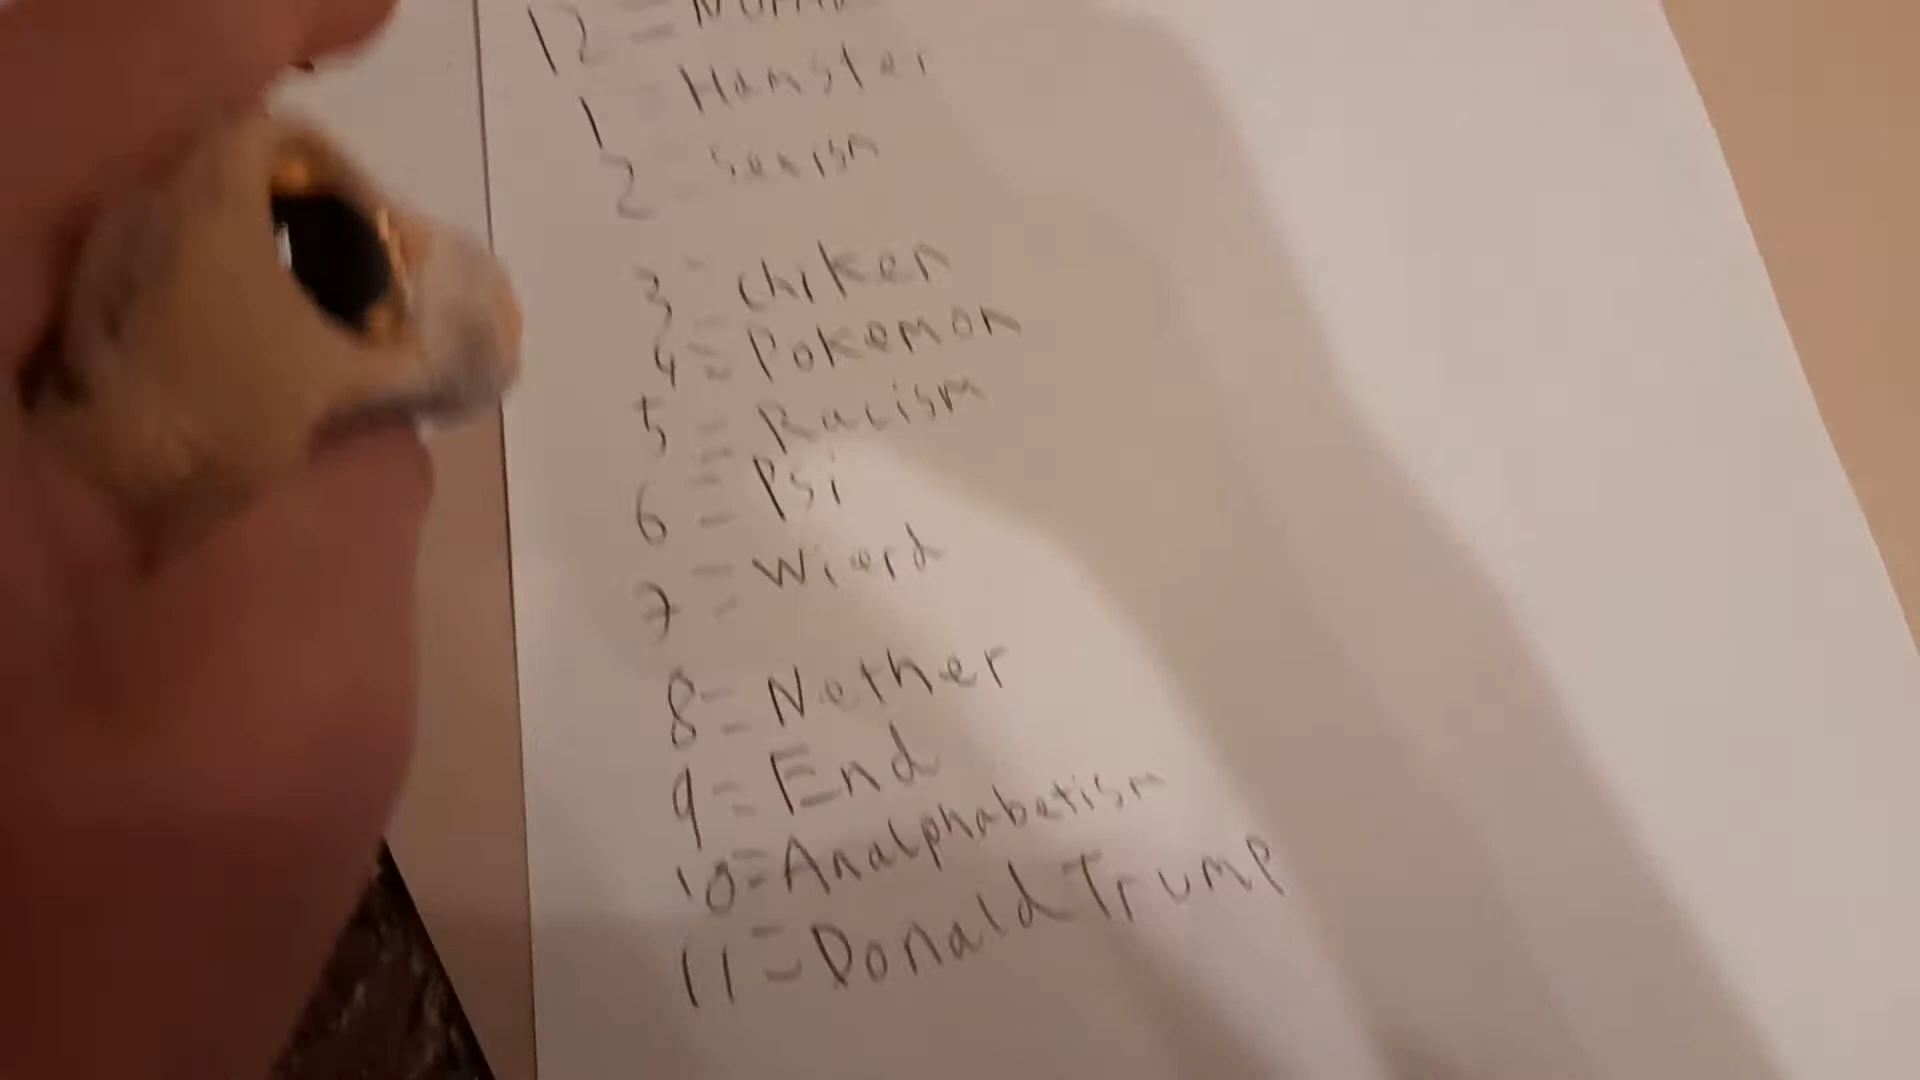 12 =
1 = Hamster
2 = Sexism
3 = Chiken
4 = Pokemon
5 = Racism
6 = Psi
7 = Wierd
8 = Nether
9 = End
10 = Analphabetism
11 = Donald Trump